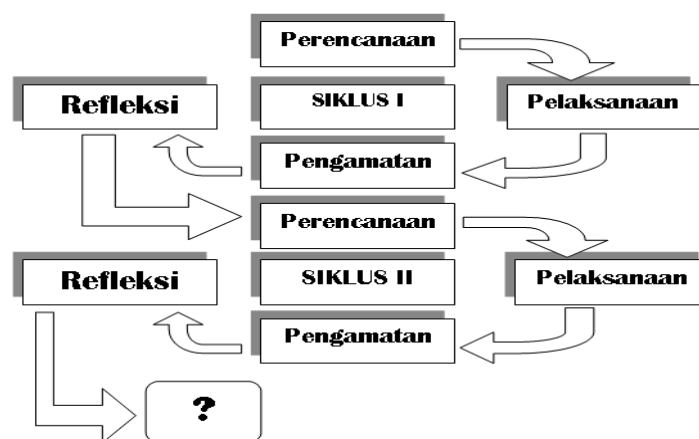 Perencanaan
Refleksi
SIKLUS I
Pelaksanaan
Pengamatan
Perencanaan
Refleksi
SIKLUS II
Pelaksanaan
Pengamatan
?